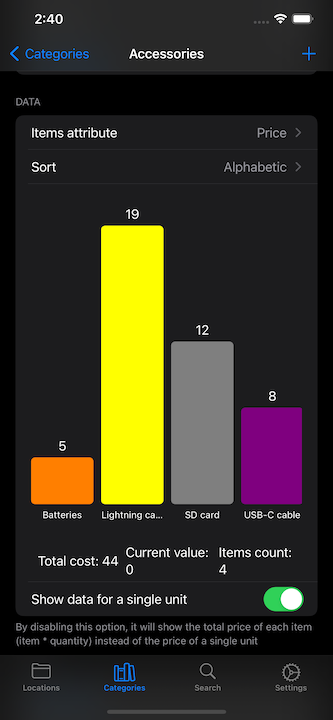 2:40
Categories
Accessories
DATA
Items attribute
Price
Sort
Alphabetic
19
12
8
5
Batteries
Lightning ca...
SD card
USB-C cable
Total cost: 44
Current value:
0
Items count:
4
Show data for a single unit
By disabling this option, it will show the total price of each item
(item * quantity) instead of the price of a single unit
Locations
Categories
Search
Settings